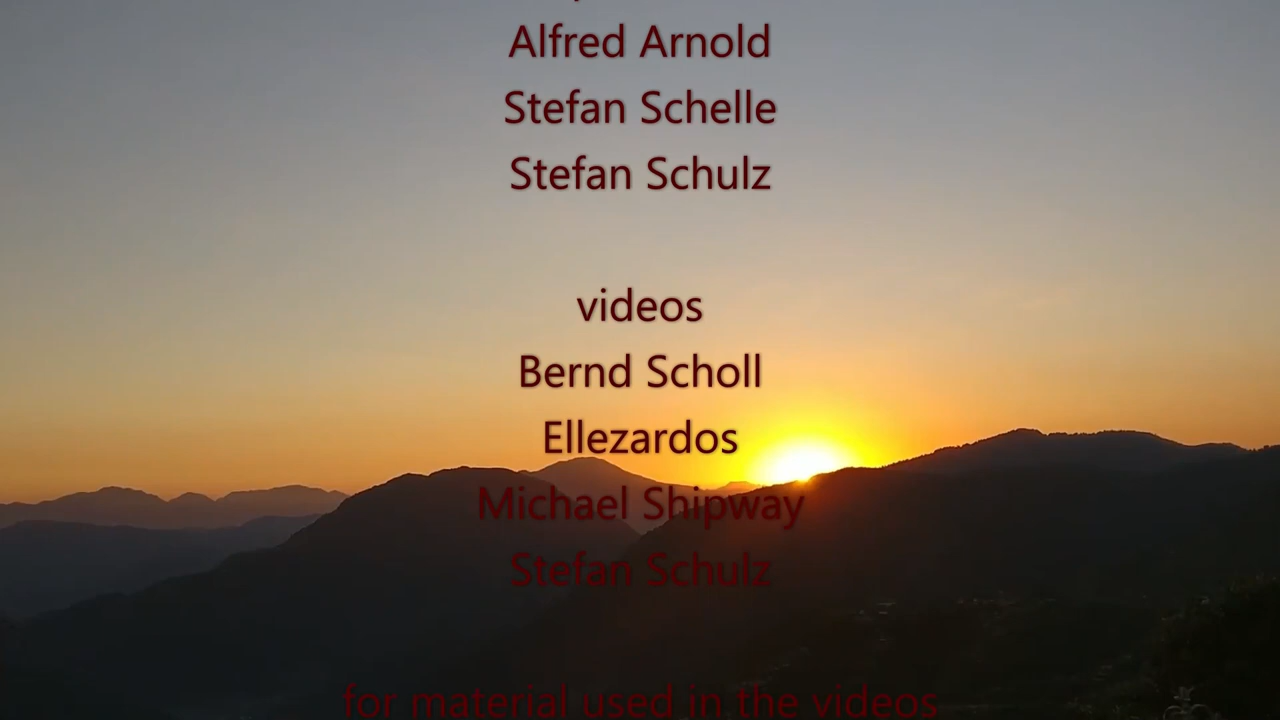 Alfred Arnold
Stefan Schelle
Stefan Schulz
videos
Bernd Scholl
Ellezardos
Michael Shipway
Stefan Schulz
for material used in the videos